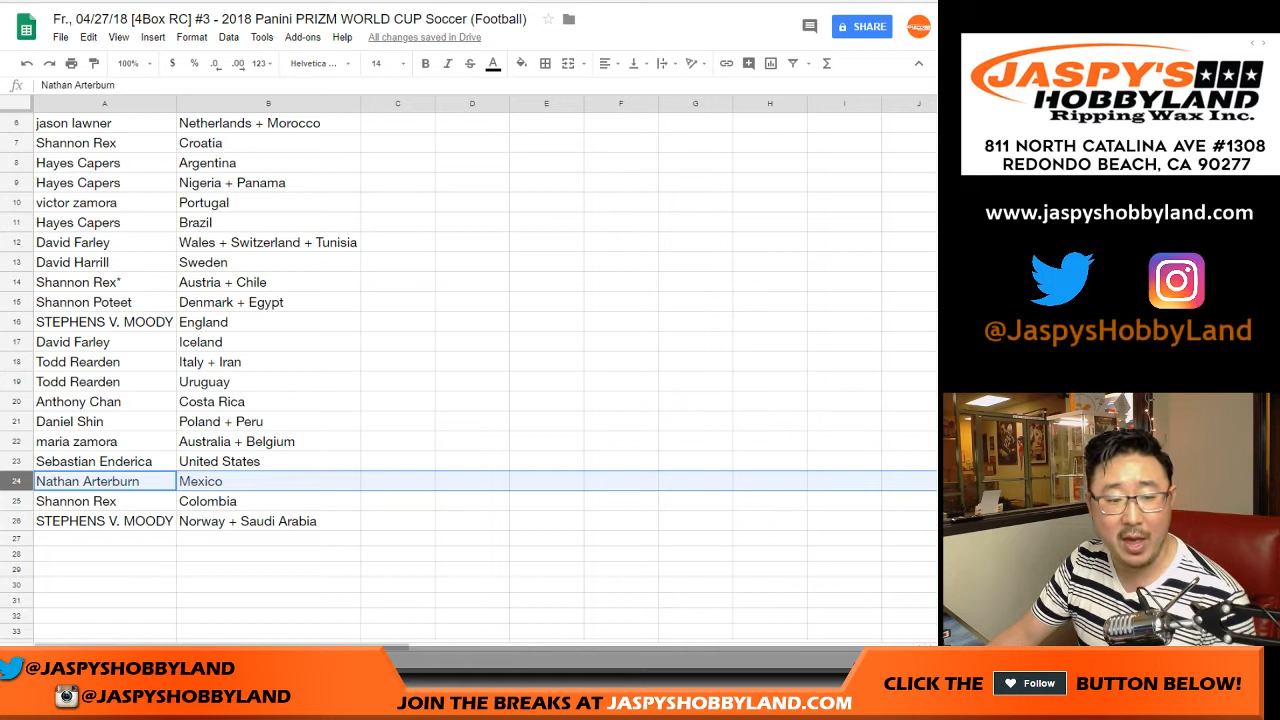 Fr., 04/27/18 [4Box RC] #3 - 2018 Panini PRIZM WORLD CUP Soccer (Football)
SHARE
File Edit View Insert Format Data Tools Add-ons Help All changes saved in Drive
100% $ % .0 .00 123 Helvetica ... 14 B I S A
fx Nathan Arterburn
A B C D E F G H I J
6 jason lawner Netherlands + Morocco
7 Shannon Rex Croatia
8 Hayes Capers Argentina
9 Hayes Capers Nigeria + Panama
10 victor zamora Portugal
11 Hayes Capers Brazil
12 David Farley Wales + Switzerland + Tunisia
13 David Harrill Sweden
14 Shannon Rex* Austria + Chile
15 Shannon Poteet Denmark + Egypt
16 STEPHENS V. MOODY England
17 David Farley Iceland
18 Todd Rearden Italy + Iran
19 Todd Rearden Uruguay
20 Anthony Chan Costa Rica
21 Daniel Shin Poland + Peru
22 maria zamora Australia + Belgium
23 Sebastian Enderica United States
24 Nathan Arterburn Mexico
25 Shannon Rex Colombia
26 STEPHENS V. MOODY Norway + Saudi Arabia
27
28
29
30
31
32
33
JASPY'S
HOBBYLAND
Ripping Wax Inc.
811 NORTH CATALINA AVE #1308
REDONDO BEACH, CA 90277
www.jaspyshobbyland.com
@JaspysHobbyLand
@JASPYSHOBBYLAND
@JASPYSHOBBYLAND
JOIN THE BREAKS AT JASPYSHOBBYLAND.COM
CLICK THE Follow BUTTON BELOW!